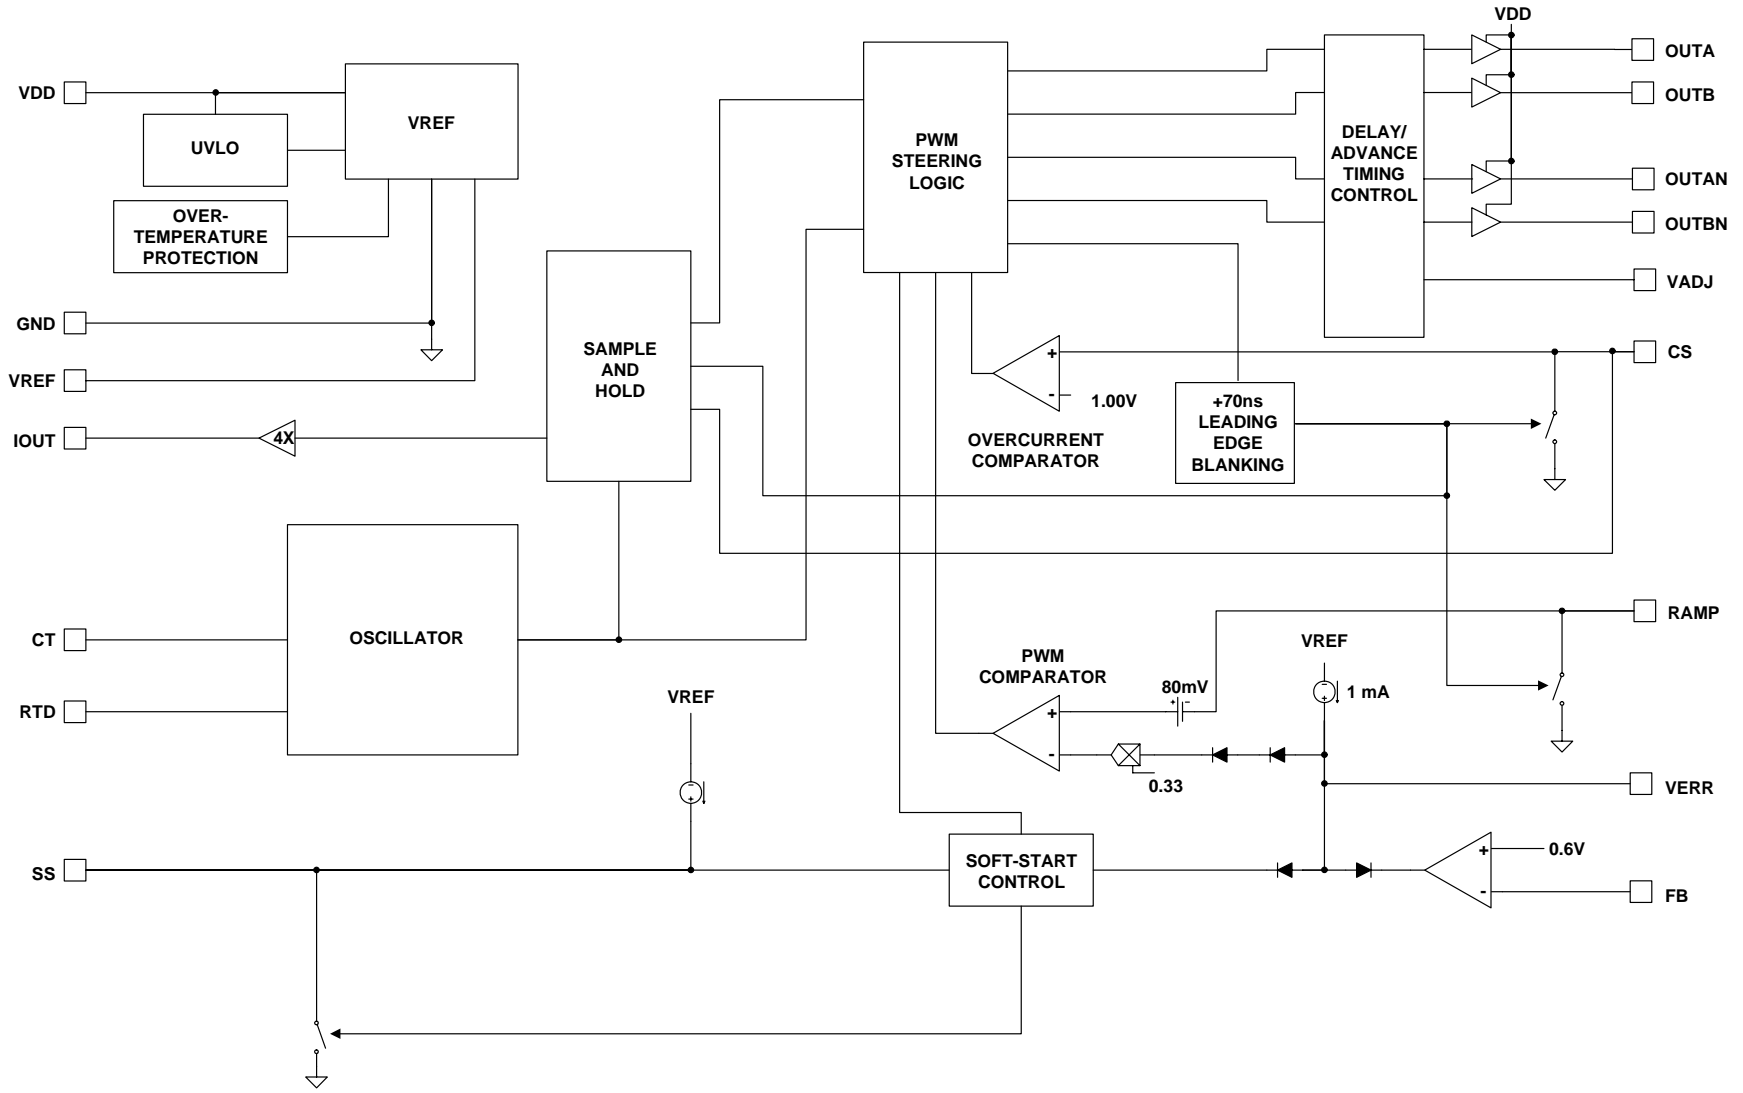 VDD
OUTA
VDD
VREF
OUTB
UVLO
PWM
STEERING
LOGIC
DELAY/
ADVANCE
TIMING
CONTROL
OUTAN
OVER-
TEMPERATURE
PROTECTION
OUTBN
VADJ
GND
SAMPLE
AND
HOLD
+
-
1.00V
CS
VREF
+70ns
LEADING
EDGE
BLANKING
IOUT
4X
OVERCURRENT
COMPARATOR
CT
OSCILLATOR
RAMP
VREF
PWM
COMPARATOR
80mV
+
-
1 mA
RTD
VREF
+
-
0.33
VERR
SS
SOFT-START
CONTROL
+
-
0.6V
FB